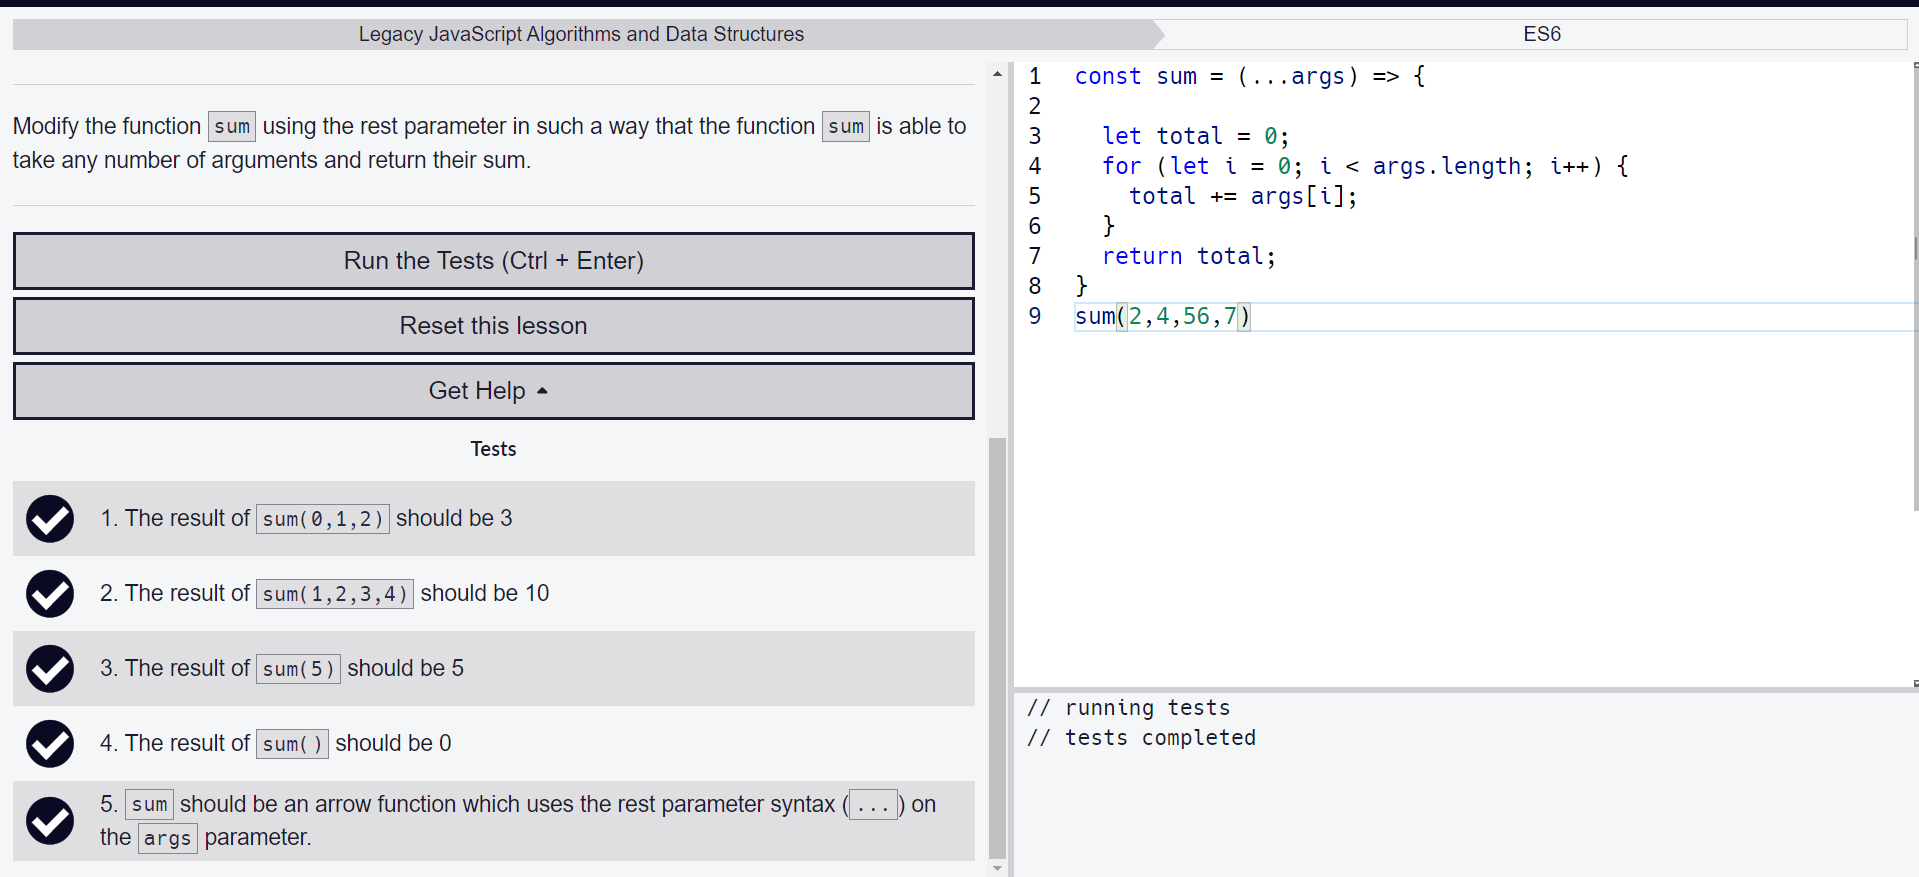 Legacy JavaScript Algorithms and Data Structures
ES6
Modify the function sum using the rest parameter in such a way that the function sum is able to
take any number of arguments and return their sum.
Run the Tests (Ctrl + Enter)
Reset this lesson
Get Help
Tests
1. The result of sum(0,1,2) should be 3
2. The result of sum(1,2,3,4) should be 10
3. The result of sum(5) should be 5
4. The result of sum() should be 0
5. sum should be an arrow function which uses the rest parameter syntax (...) on
the args parameter.
1 const sum = (...args) => {
2
3 let total = 0;
4 for (let i = 0; i < args.length; i++) {
5 total += args[i];
6 }
7 return total;
8 }
9 sum(2,4,56,7)
// running tests
// tests completed